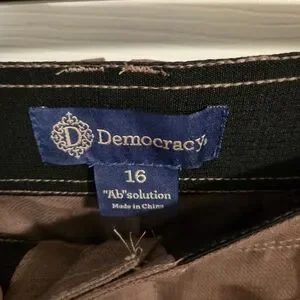 D
Democracy
16
"Ab"solution
Made in China